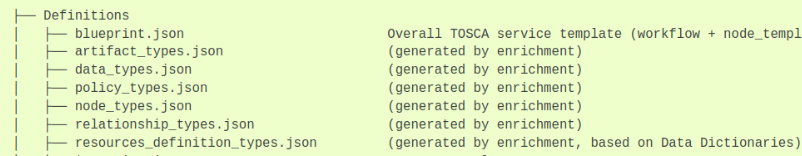 ├── Definitions
│   ├── blueprint.json                          Overall TOSCA service template (workflow + node_templ
│   ├── artifact_types.json                     (generated by enrichment)
│   ├── data_types.json                         (generated by enrichment)
│   ├── policy_types.json                       (generated by enrichment)
│   ├── node_types.json                         (generated by enrichment)
│   ├── relationship_types.json                 (generated by enrichment)
│   ├── resources_definition_types.json         (generated by enrichment, based on Data Dictionaries)